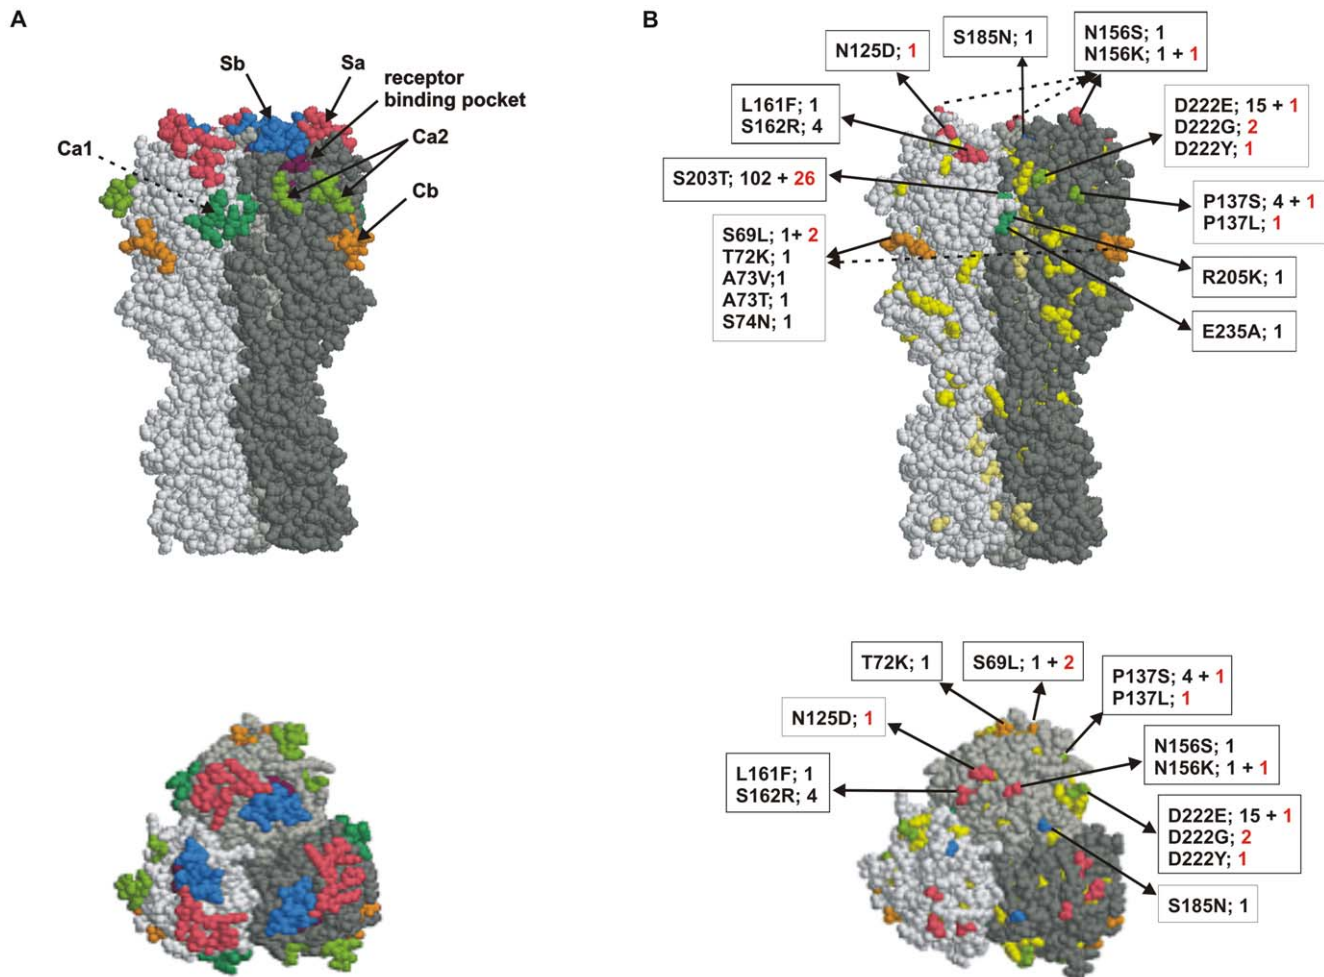 A
Sb
Sa
receptor
binding pocket
Ca1
Ca2
Cb
B
N125D; 1
S185N; 1
N156S; 1
N156K; 1 + 1
L161F; 1
S162R; 4
D222E; 15 + 1
D222G; 2
D222Y; 1
S203T; 102 + 26
P137S; 4 + 1
P137L; 1
S69L; 1+ 2
T72K; 1
A73V;1
A73T; 1
S74N; 1
R205K; 1
E235A; 1
T72K; 1
S69L; 1 + 2
P137S; 4 + 1
P137L; 1
N125D; 1
N156S; 1
N156K; 1 + 1
L161F; 1
S162R; 4
D222E; 15 + 1
D222G; 2
D222Y; 1
S185N; 1